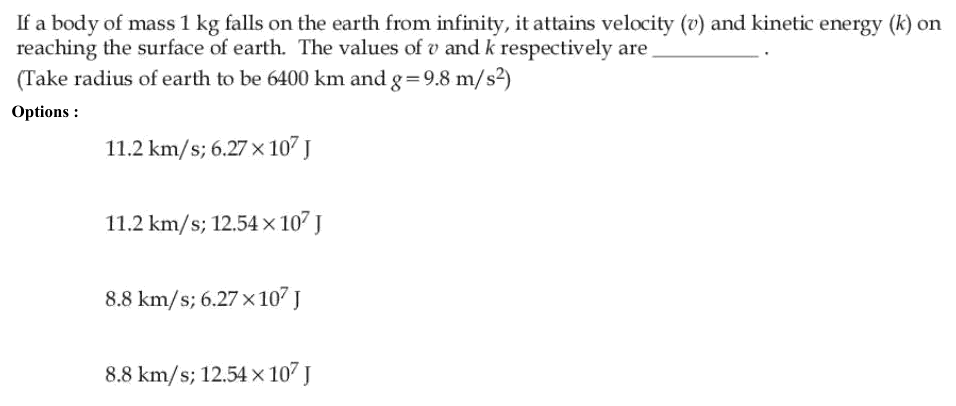 If a body of mass 1 kg falls on the earth from infinity, it attains velocity (v) and kinetic energy (k) on
reaching the surface of earth. The values of v and k respectively are __________ .
(Take radius of earth to be 6400 km and g=9.8 m/s²)
Options :
11.2 km/s; 6.27×10⁷ J
11.2 km/s; 12.54×10⁷ J
8.8 km/s; 6.27×10⁷ J
8.8 km/s; 12.54×10⁷ J